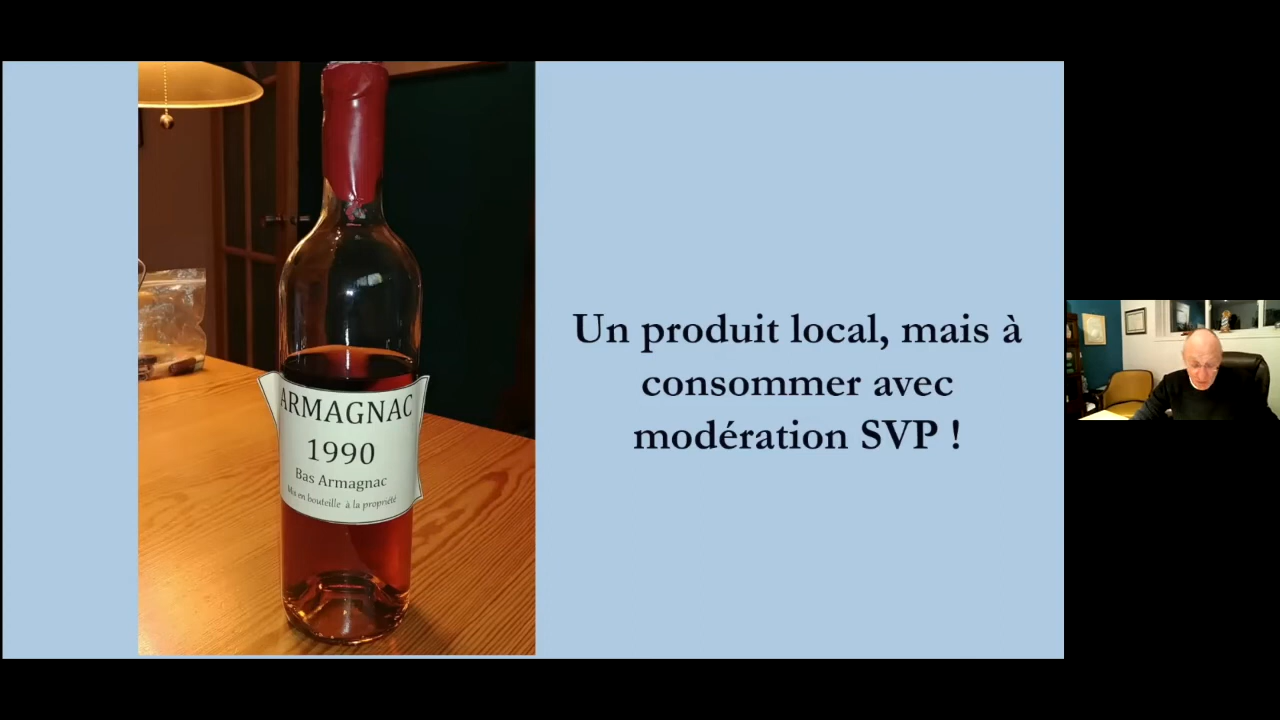 ARMAGNAC
1990
Bas Armagnac
Mis en bouteille à la propriété
Un produit local, mais à
consommer avec
modération SVP !